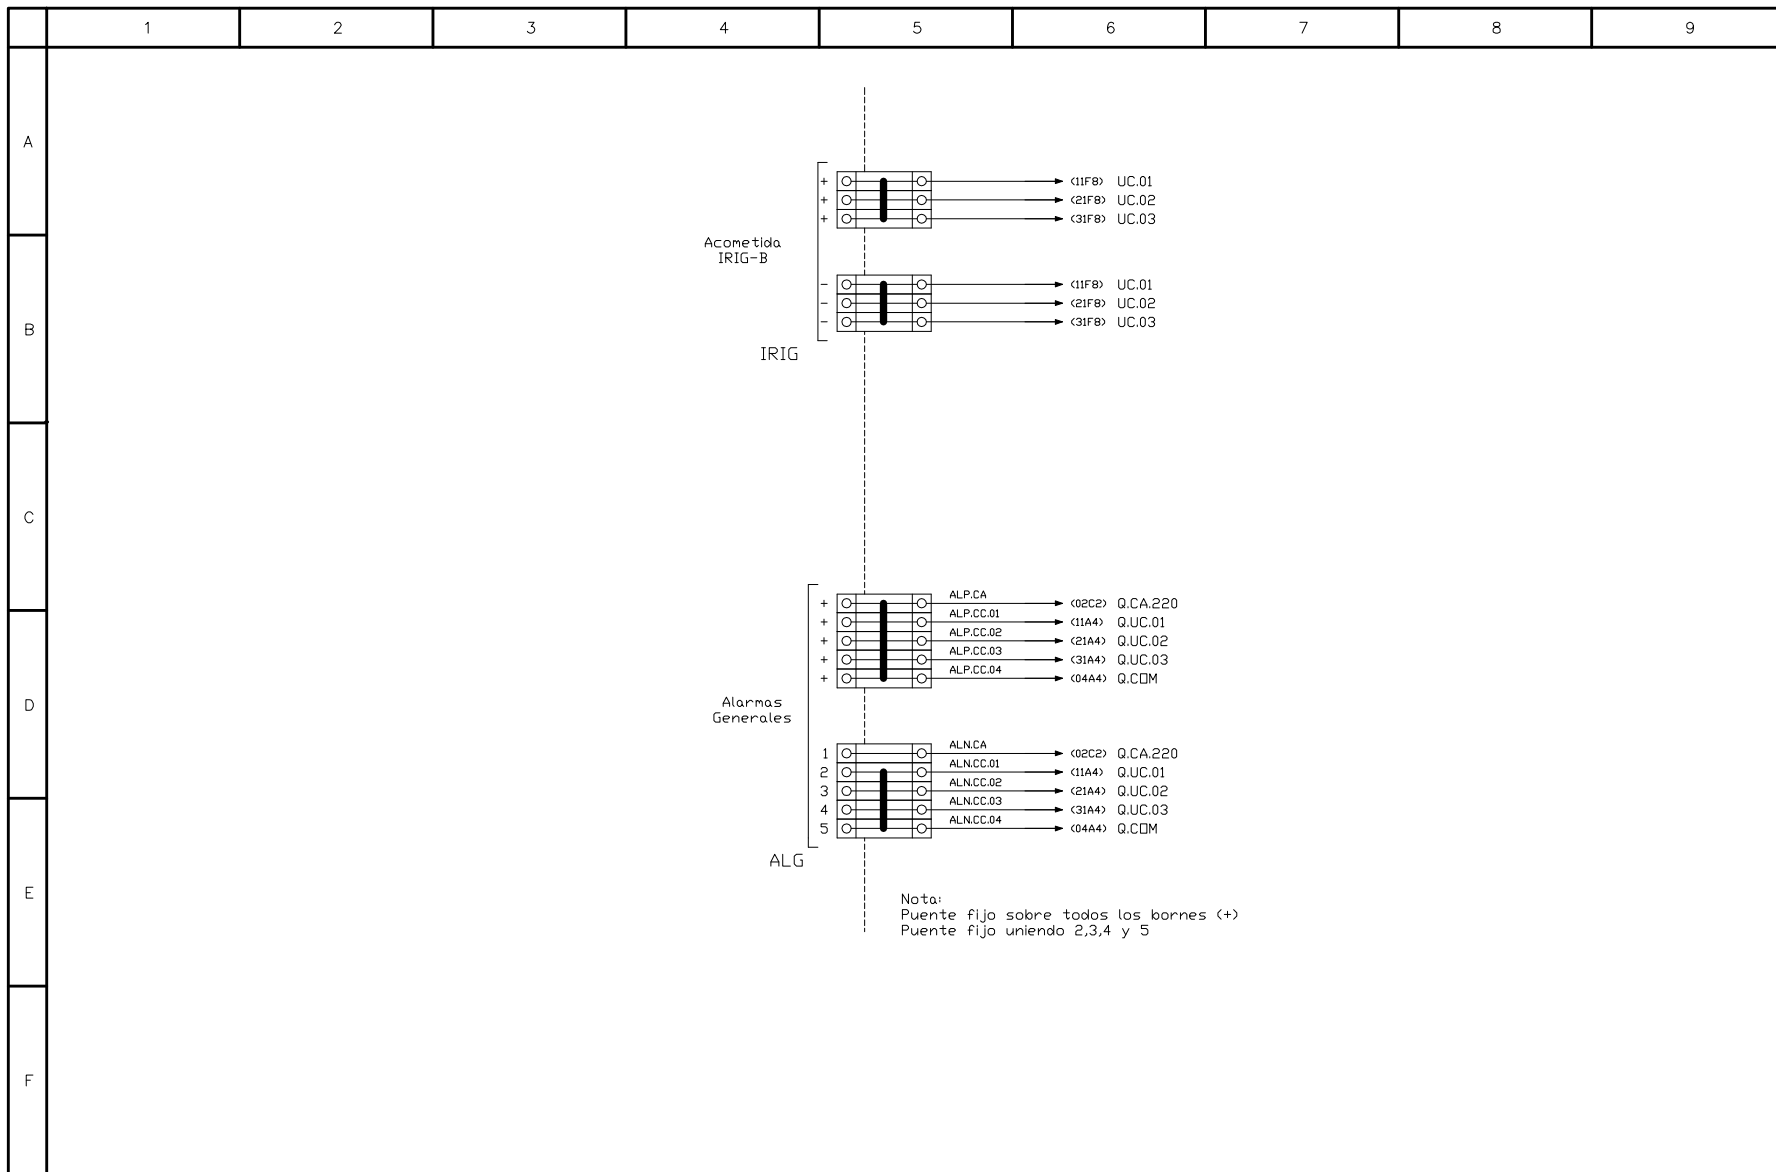 1 2 3 4 5 6 7 8 9
A
+ (11F8) UC.01
+ (21F8) UC.02
+ (31F8) UC.03
Acometida
IRIG-B
- (11F8) UC.01
- (21F8) UC.02
- (31F8) UC.03
B
IRIG
C
ALP.CA
+ (02C2) Q.CA.220
ALP.CC.01
+ (11A4) Q.UC.01
ALP.CC.02
+ (21A4) Q.UC.02
ALP.CC.03
+ (31A4) Q.UC.03
ALP.CC.04
+ (04A4) Q.COM
D
Alarmas
Generales
ALN.CA
1 (02C2) Q.CA.220
ALN.CC.01
2 (11A4) Q.UC.01
ALN.CC.02
3 (21A4) Q.UC.02
ALN.CC.03
4 (31A4) Q.UC.03
ALN.CC.04
5 (04A4) Q.COM
ALG
E
Nota:
Puente fijo sobre todos los bornes (+)
Puente fijo uniendo 2,3,4 y 5
F